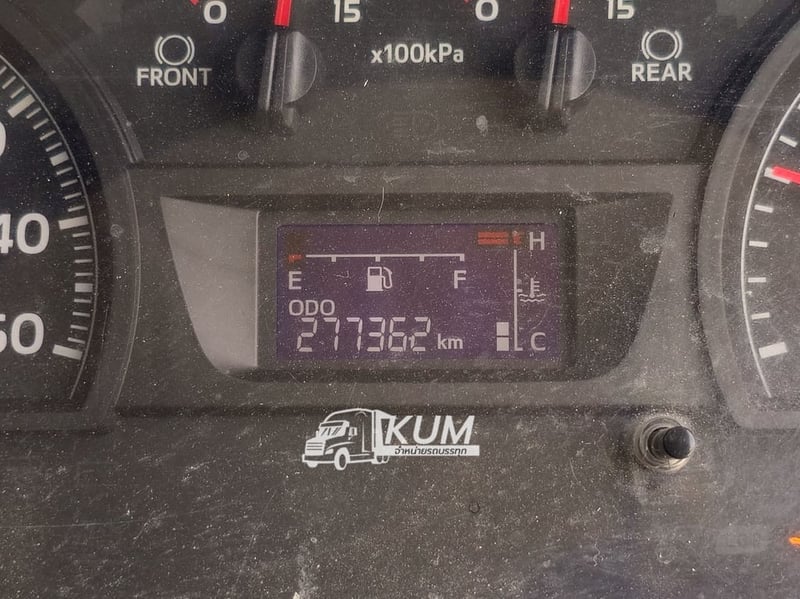 0 15 0 15
FRONT x100kPa REAR
40
E F H
ODO
277362 km C
KUM
จำหน่ายรถบรรทุก